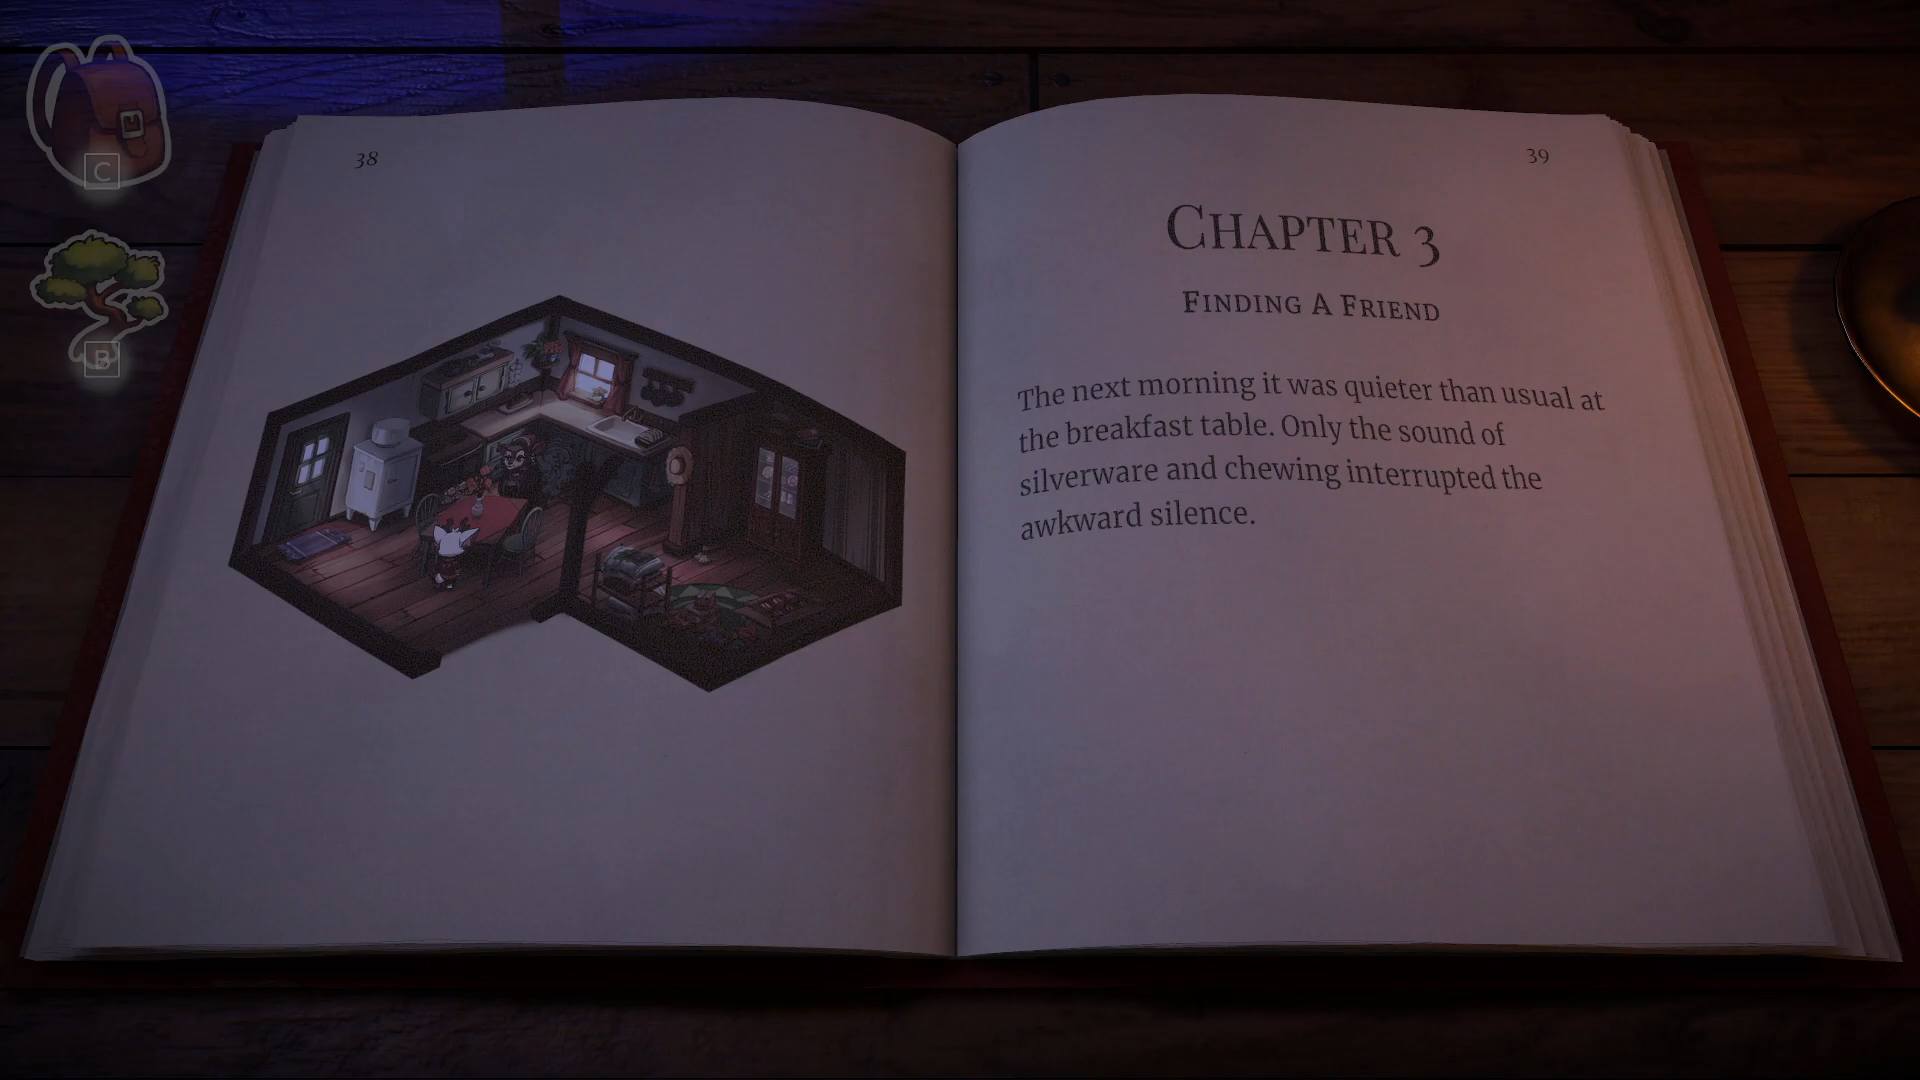 C
B
38
39
Chapter 3
Finding A Friend
The next morning it was quieter than usual at
the breakfast table. Only the sound of
silverware and chewing interrupted the
awkward silence.